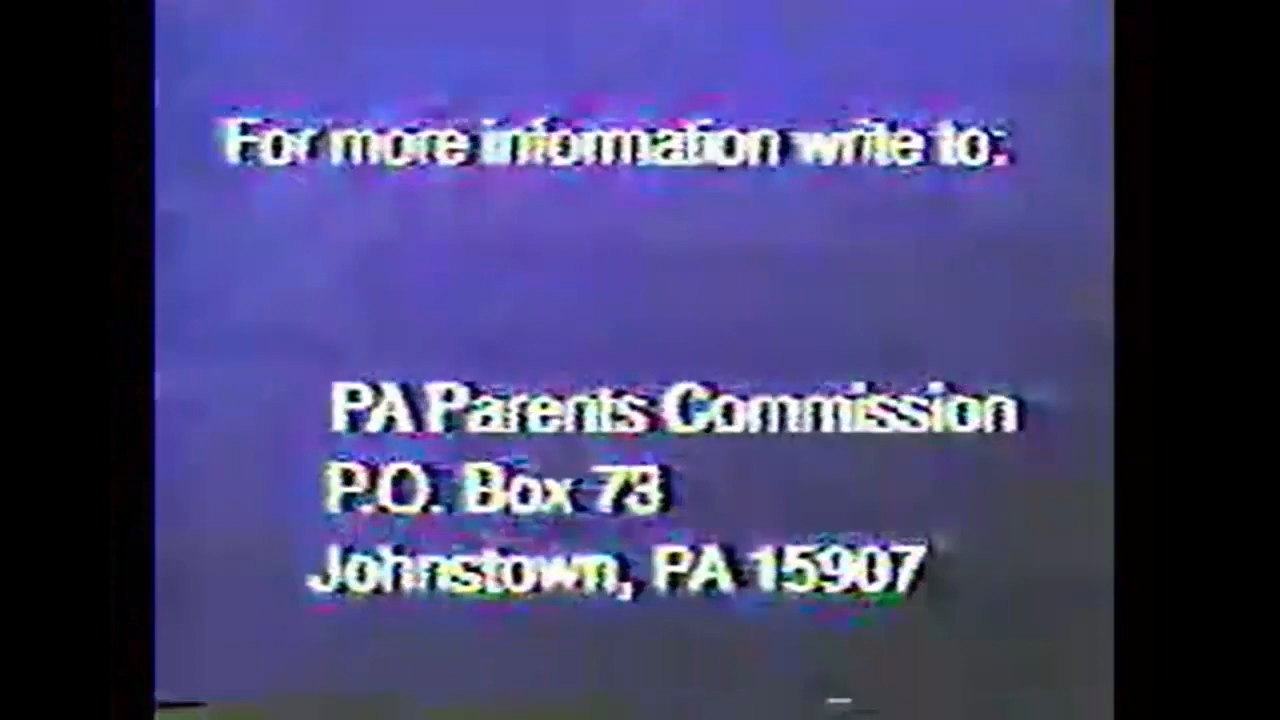 For more information write to:
PA Parents Commission
P.O. Box 73
Johnstown, PA 15907